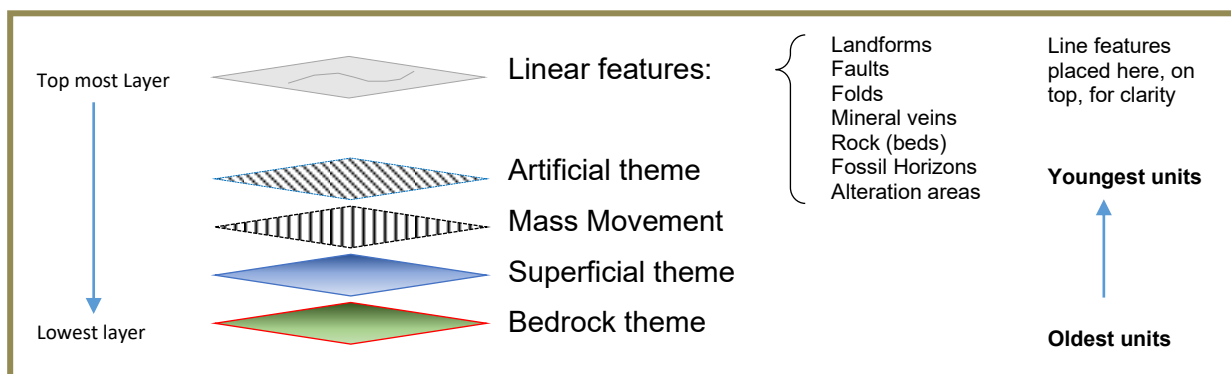 Top most Layer
Lowest layer
Linear features:
Artificial theme
Mass Movement
Superficial theme
Bedrock theme
Landforms
Faults
Folds
Mineral veins
Rock (beds)
Fossil Horizons
Alteration areas
Line features
placed here, on
top, for clarity
Youngest units
Oldest units